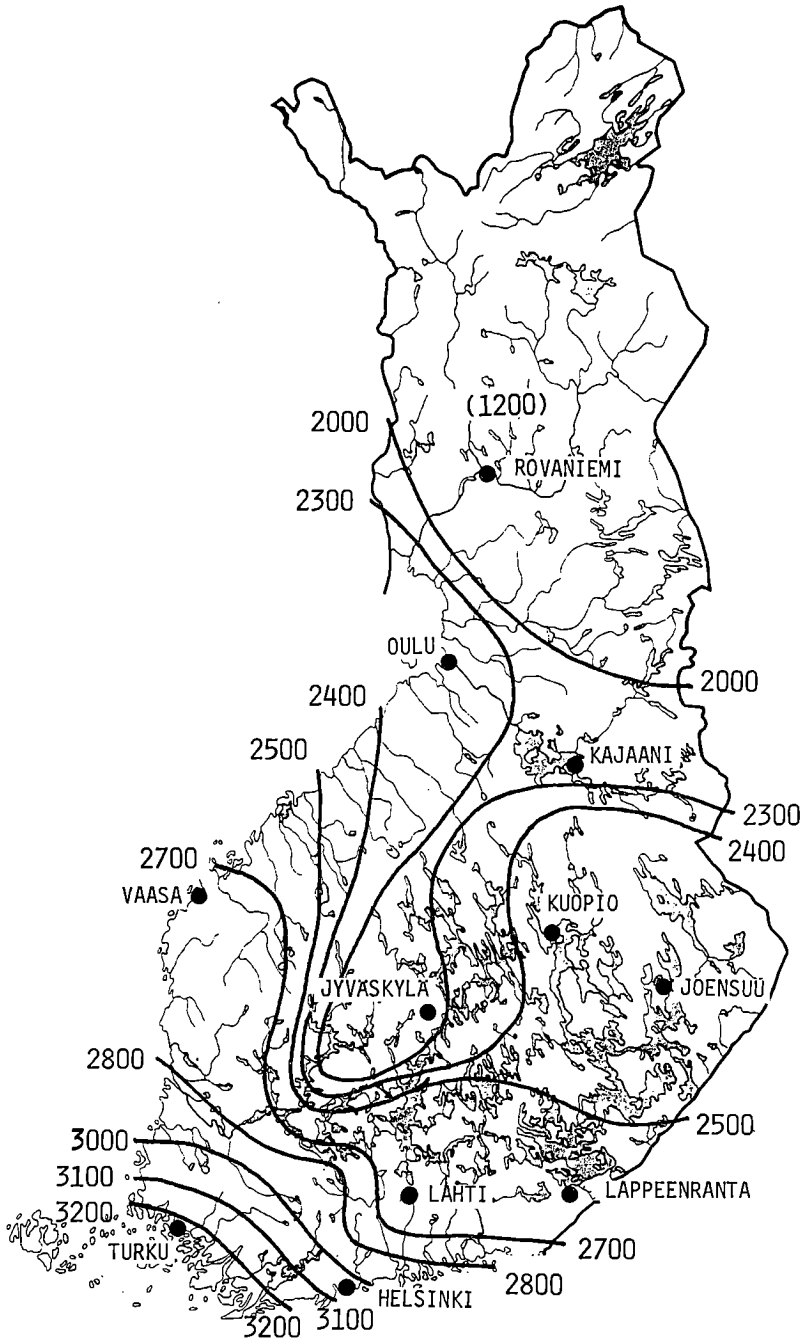 (1200)
2000
ROVANIEMI
2300
OULU
2000
2400
2500
KAJAANI
2300
2400
2700
VAASA
KUOPIO
JYVÄSKYLÄ
JOENSUÜ
2800
2500
3000
3100
LAHTI
LAPPEENRANTA
3200
TURKU
2700
2800
HELSINKI
3100
3200